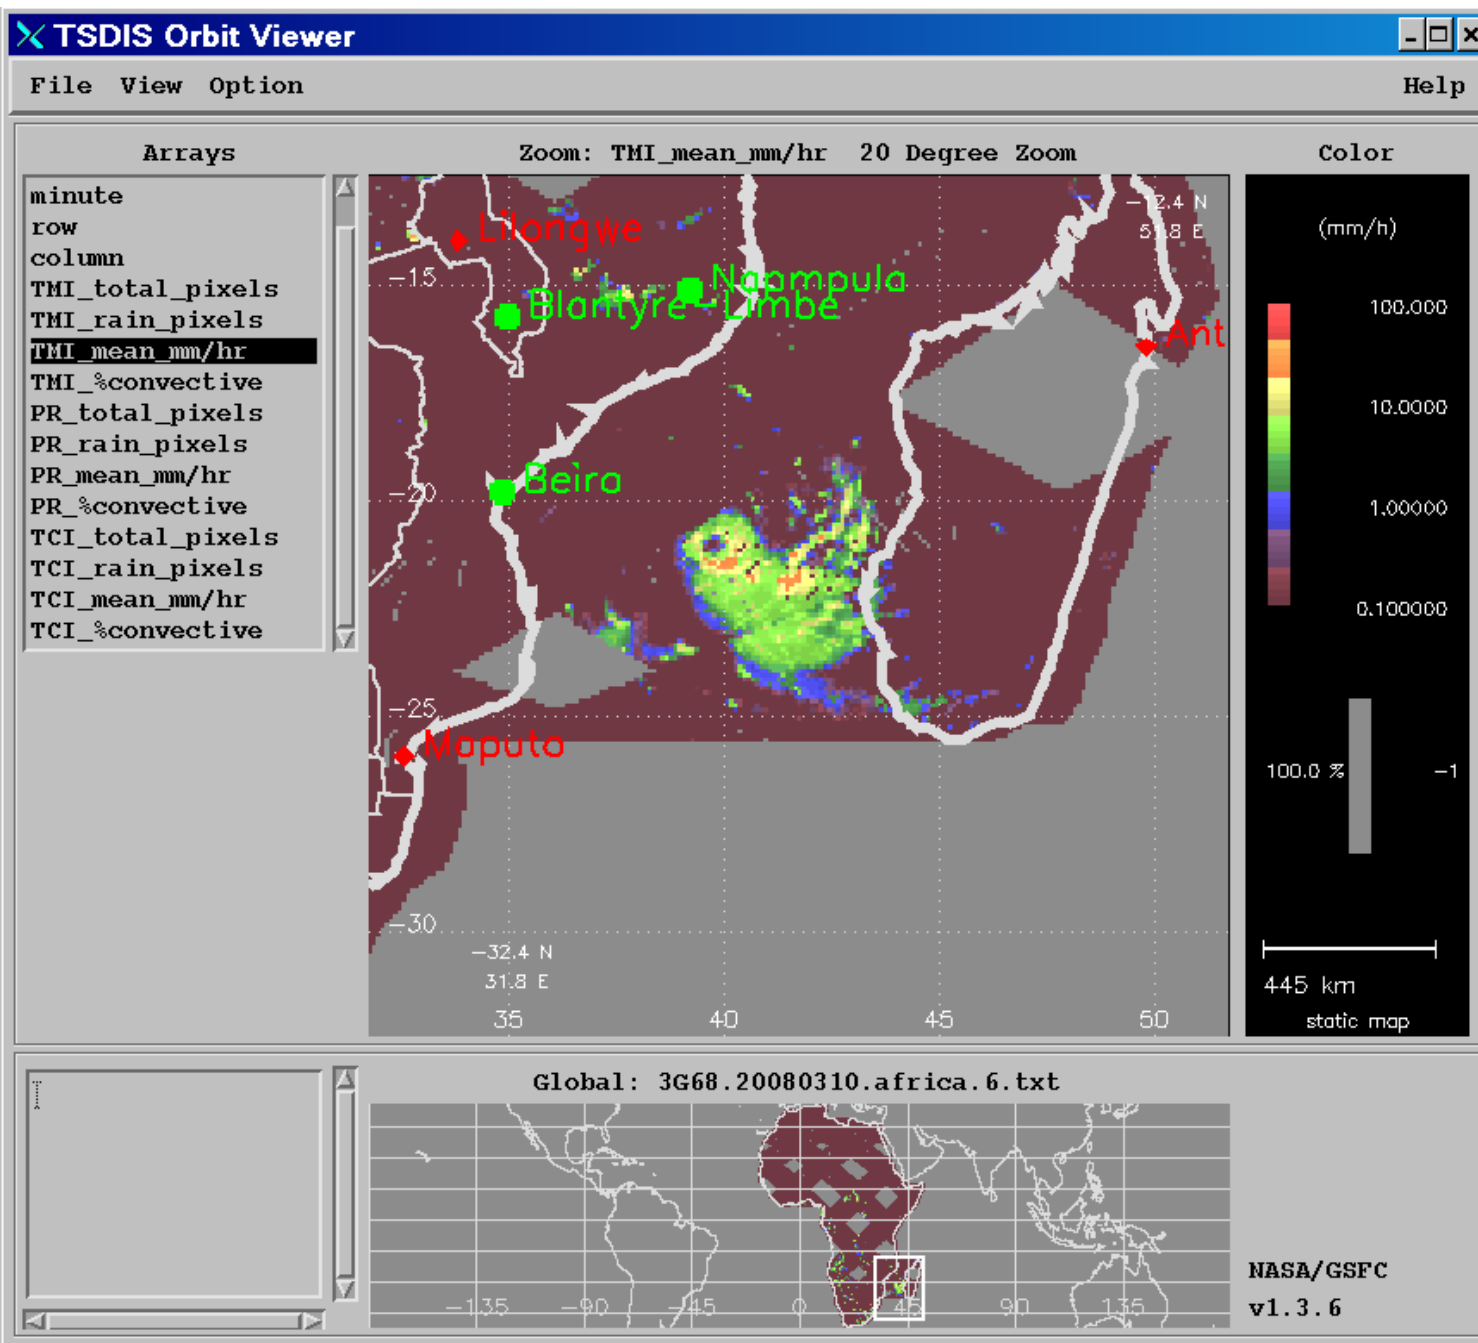 TSDIS Orbit Viewer
File View Option Help
Arrays
Zoom: TMI_mean_mm/hr 20 Degree Zoom
Color
minute
row
column
TMI_total_pixels
TMI_rain_pixels
TMI_mean_mm/hr
TMI_%convective
PR_total_pixels
PR_rain_pixels
PR_mean_mm/hr
PR_%convective
TCI_total_pixels
TCI_rain_pixels
TCI_mean_mm/hr
TCI_%convective
-12.4 N
51.8 E
Lilongwe
-15
Napmpula
Blantyre-Limbe
Ant
Beira
-20
-25
Maputo
-30
-32.4 N
31.8 E
35 40 45 50
(mm/h)
100.000
10.0000
1.00000
0.100000
100.0 % -1
445 km
static map
Global: 3G68.20080310.africa.6.txt
-135 -90 -45 0 45 90 135
NASA/GSFC
v1.3.6